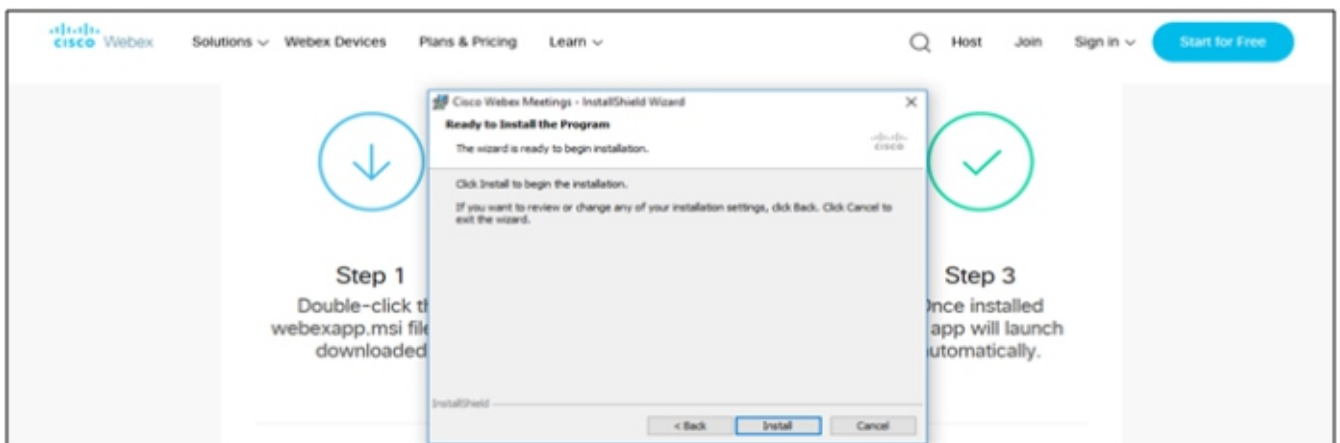 CISCO Webex Solutions Webex Devices Plans & Pricing Learn Host Join Sign in Start for Free
Cisco Webex Meetings - InstallShield Wizard
Ready to Install the Program
The wizard is ready to begin installation.
CISCO
Click Install to begin the installation.
If you want to review or change any of your installation settings, click Back. Click Cancel to
exit the wizard.
InstallShield
< Back Install Cancel
Step 1
Double-click th
webexapp.msi file
downloaded
Step 3
Once installed
app will launch
automatically.